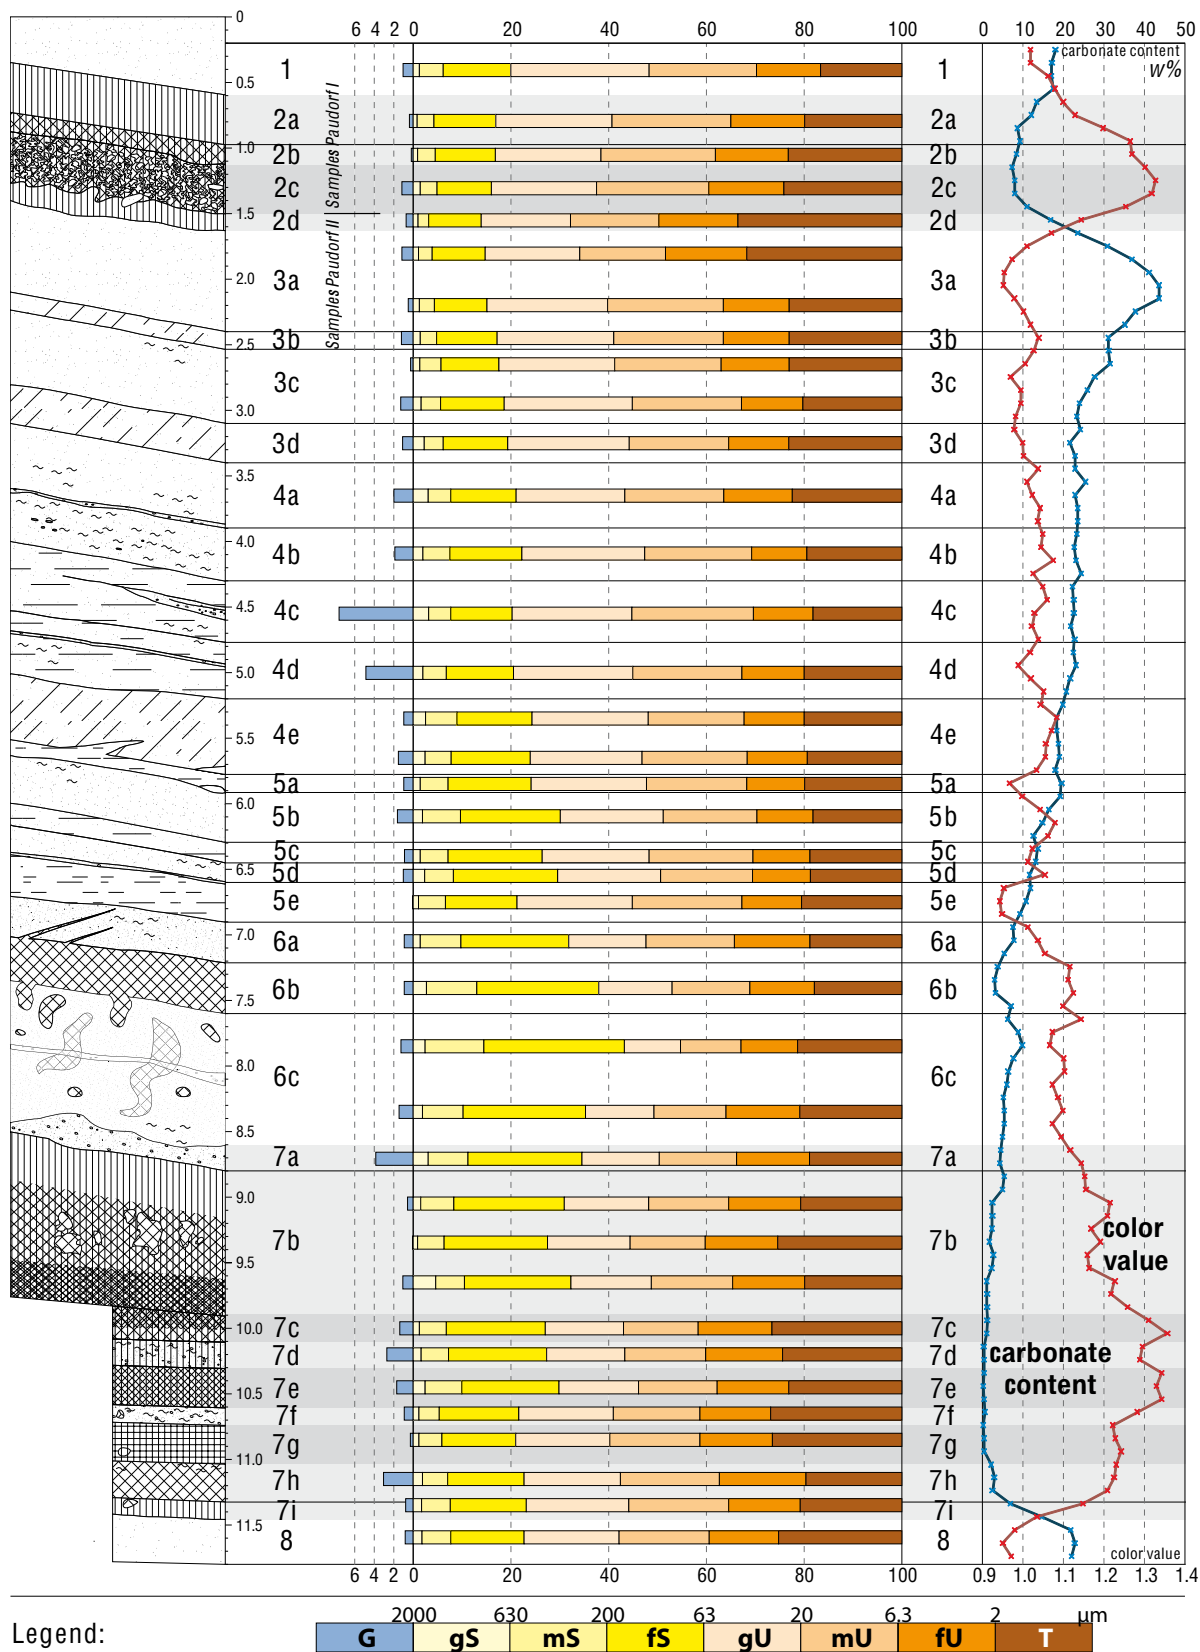 0
6 4 2 0 20 40 60 80 100 0 10 20 30 40 50
carbonate content
w%
1 1
0.5
Samples Paudorf I
2a 2a
1.0
2b 2b
2c 2c
1.5
2d 2d
Samples Paudorf II
3a 3a
2.0
3b 3b
2.5
3c 3c
3.0
3d 3d
3.5
4a 4a
4.0
4b 4b
4.5
4c 4c
4d 4d
5.0
4e 4e
5.5
5a 5a
6.0
5b 5b
5c 5c
6.5
5d 5d
5e 5e
7.0
6a 6a
6b 6b
7.5
8.0
6c 6c
8.5
7a 7a
9.0
color
value
7b 7b
9.5
10.0
7c 7c
7d 7d
carbonate
content
7e 7e
10.5
7f 7f
7g 7g
11.0
7h 7h
7i 7i
11.5
8 8
color value
6 4 2 0 20 40 60 80 100 0.9 1.0 1.1 1.2 1.3 1.4
2000 630 200 63 20 6.3 2 µm
Legend: G gS mS fS gU mU fU T